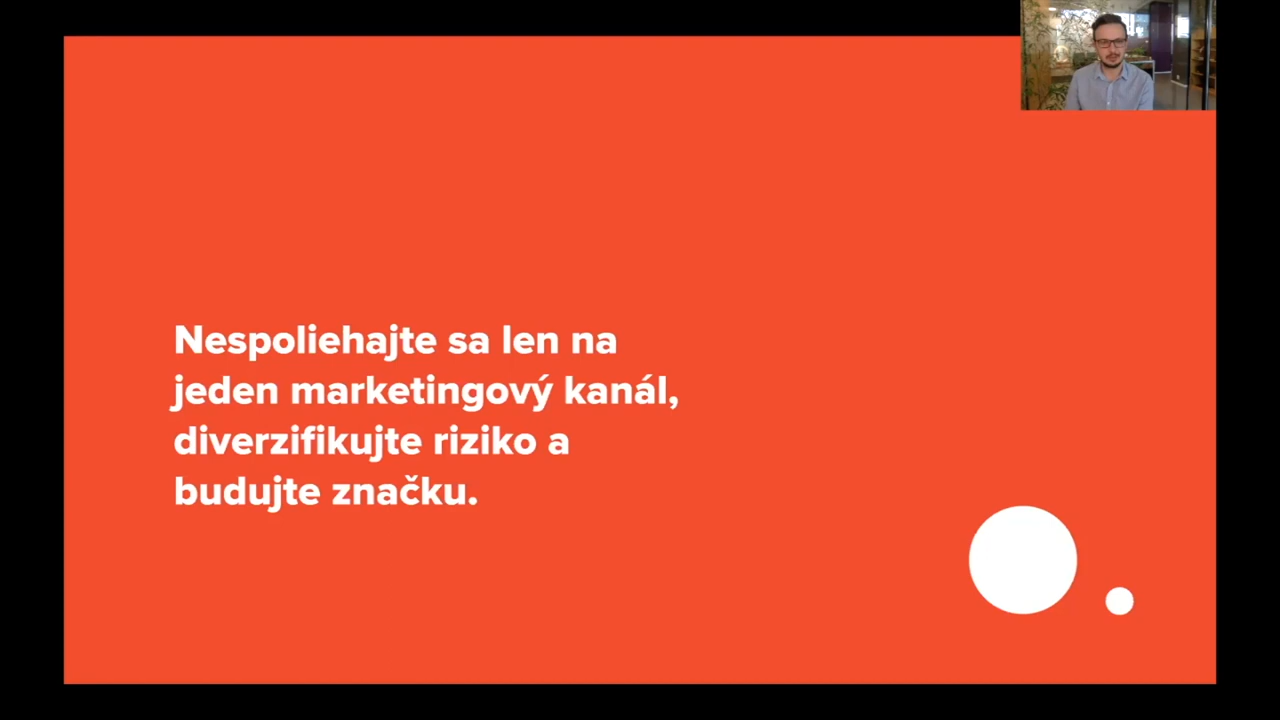 Nespoliehajte sa len na
jeden marketingový kanál,
diverzifikujte riziko a
budujte značku.